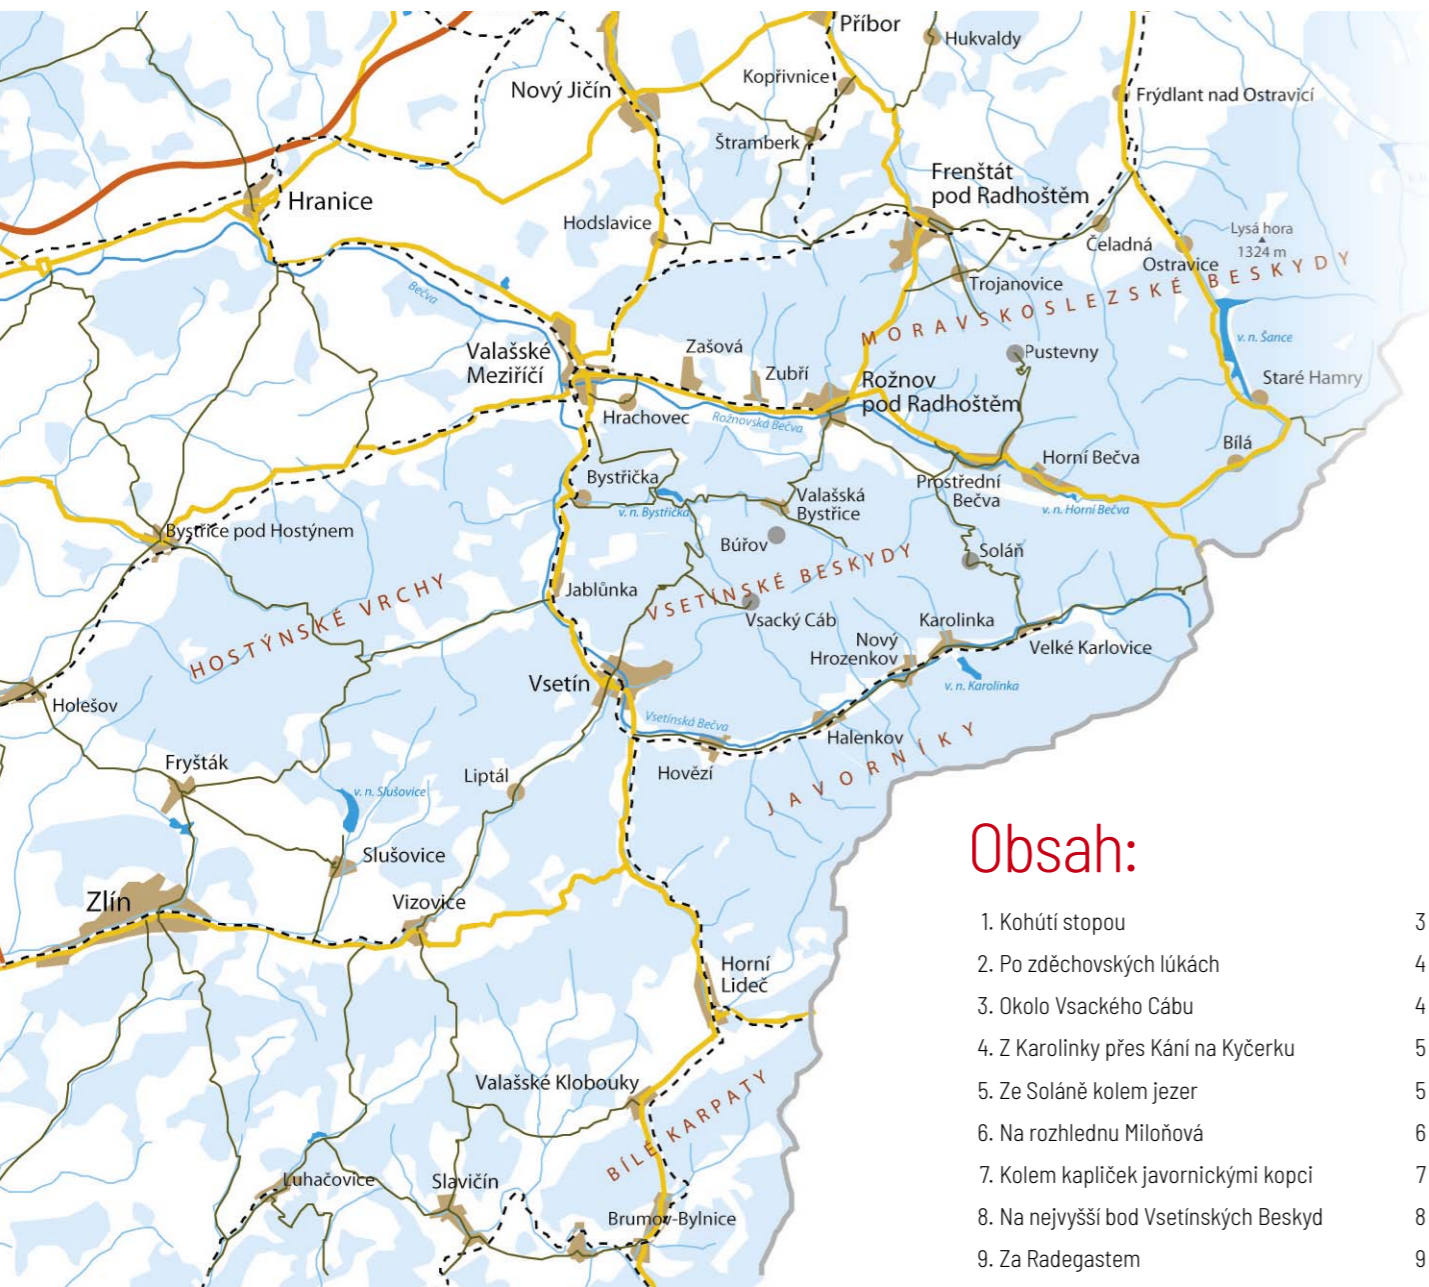 Příbor
Hukvaldy
Kopřivnice
Nový Jičín
Frýdlant nad Ostravicí
Štramberk
Frenštát
pod Radhoštěm
Hranice
Hodslavice
Čeladná
Lysá hora
1324 m
Ostravice
Trojanovice
MORAVSKOSLEZSKÉ BESKYDY
Bečva
v. n. Šance
Valašské
Meziříčí
Zašová
Zubří
Pustevny
Rožnov
pod Radhoštěm
Staré Hamry
Hrachovec
Rožnovská Bečva
Bílá
Horní Bečva
Bystřička
Prostřední
Bečva
Valašská
Bystřice
v. n. Bystřička
v. n. Horní Bečva
Bystřice pod Hostýnem
Búřov
Soláň
HOSTÝNSKÉ VRCHY
Jablůnka
VSETÍNSKÉ BESKYDY
Vsacký Cáb
Karolinka
Nový
Hrozenkov
Velké Karlovice
Vsetín
v. n. Karolinka
Holešov
Vsetínská Bečva
Halenkov
Fryšták
Liptál
Hovězí
JAVORNÍKY
v. n. Slušovice
Slušovice
Zlín
Vizovice
Horní
Lideč
Valašské Klobouky
BÍLÉ KARPATY
Luhačovice
Slavičín
Brumov-Bylnice
Obsah:
1. Kohútí stopou 3
2. Po zděchovských lúkách 4
3. Okolo Vsackého Cábu 4
4. Z Karolinky přes Kání na Kyčerku 5
5. Ze Soláně kolem jezer 5
6. Na rozhlednu Miloňová 6
7. Kolem kapliček javornickými kopci 7
8. Na nejvyšší bod Vsetínských Beskyd 8
9. Za Radegastem 9